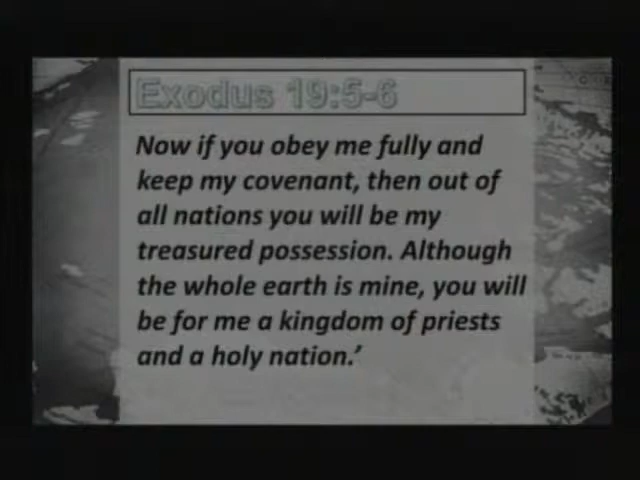 Exodus 19:5-6
Now if you obey me fully and
keep my covenant, then out of
all nations you will be my
treasured possession. Although
the whole earth is mine, you will
be for me a kingdom of priests
and a holy nation.’